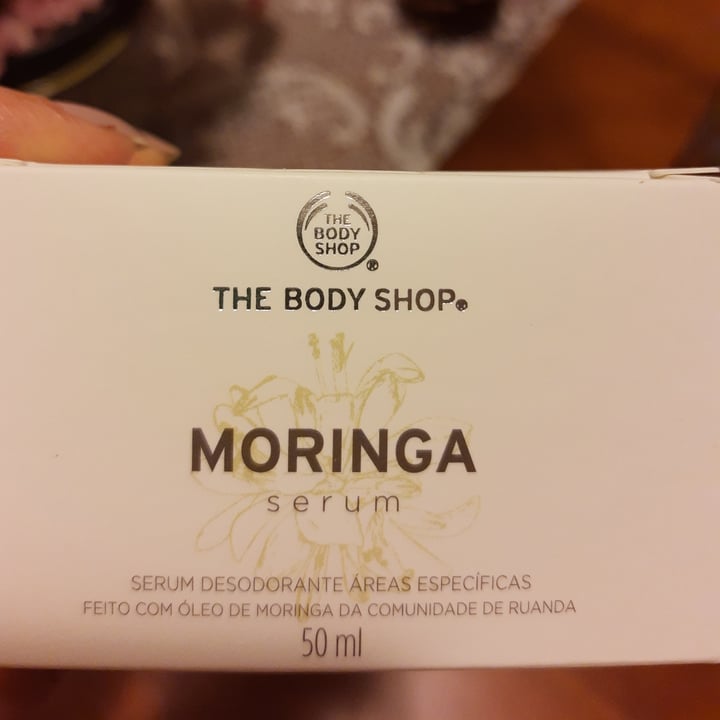 THE
BODY
SHOP
®
THE BODY SHOP®
MORINGA
serum
SERUM DESODORANTE ÁREAS ESPECÍFICAS
FEITO COM ÓLEO DE MORINGA DA COMUNIDADE DE RUANDA
50 ml